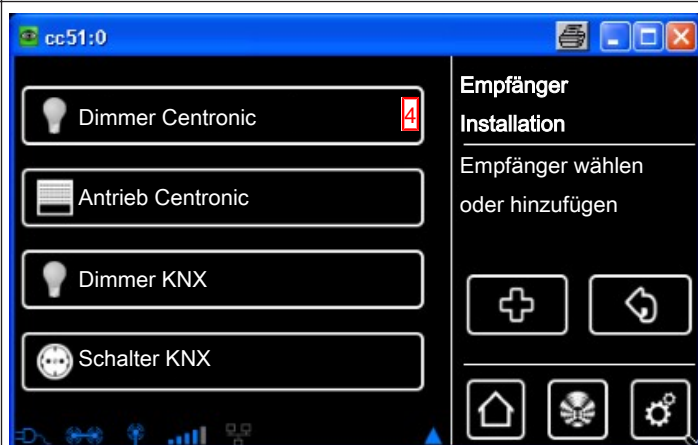 cc51:0
Dimmer Centronic 4
Antrieb Centronic
Dimmer KNX
Schalter KNX
Empfänger
Installation
Empfänger wählen
oder hinzufügen